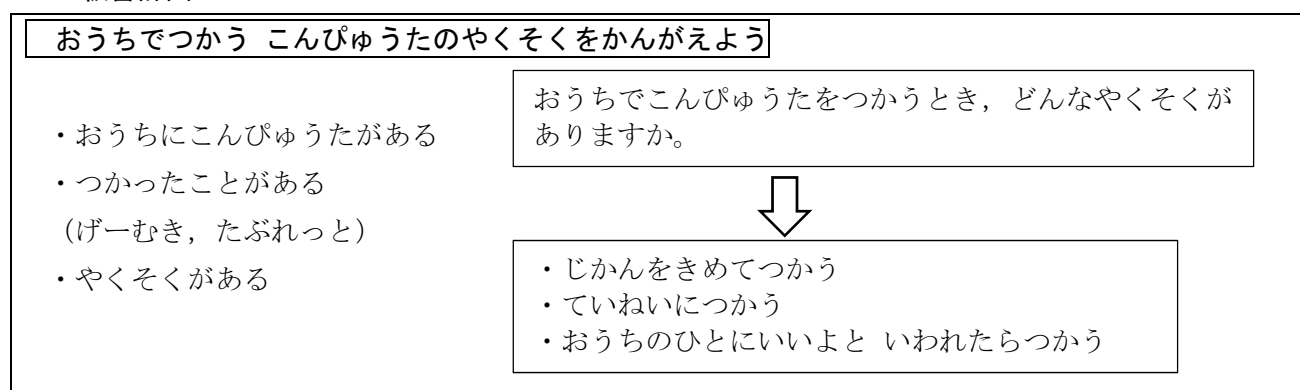 おうちでつかう こんぴゅうたのやくそくをかんがえよう
・おうちにこんぴゅうたがある
・つかったことがある
（げーむき，たぶれっと）
・やくそくがある
おうちでこんぴゅうたをつかうとき，どんなやくそくが
ありますか。
・じかんをきめてつかう
・ていねいにつかう
・おうちのひとにいいよと いわれたらつかう